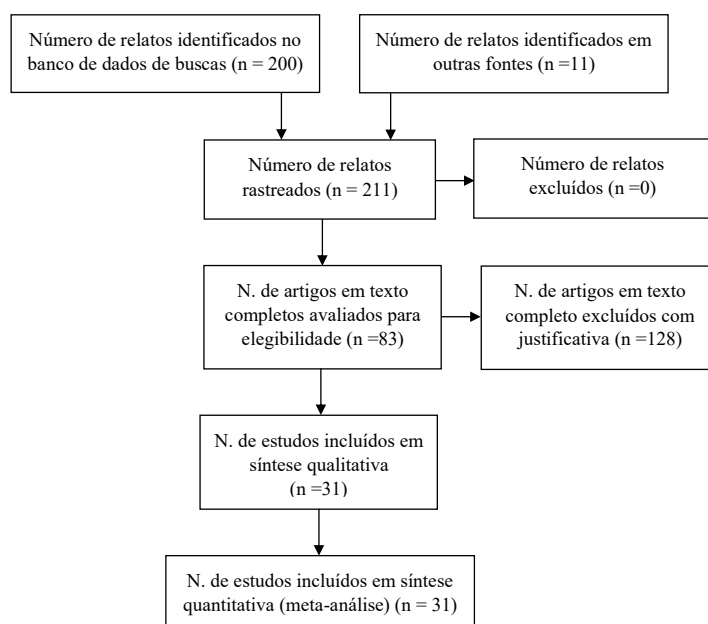 Número de relatos identificados no
banco de dados de buscas (n = 200)
Número de relatos identificados em
outras fontes (n =11)
Número de relatos
rastreados (n = 211)
Número de relatos
excluídos (n =0)
N. de artigos em texto
completos avaliados para
elegibilidade (n =83)
N. de artigos em texto
completo excluídos com
justificativa (n =128)
N. de estudos incluídos em
síntese qualitativa
(n =31)
N. de estudos incluídos em síntese
quantitativa (meta-análise) (n = 31)